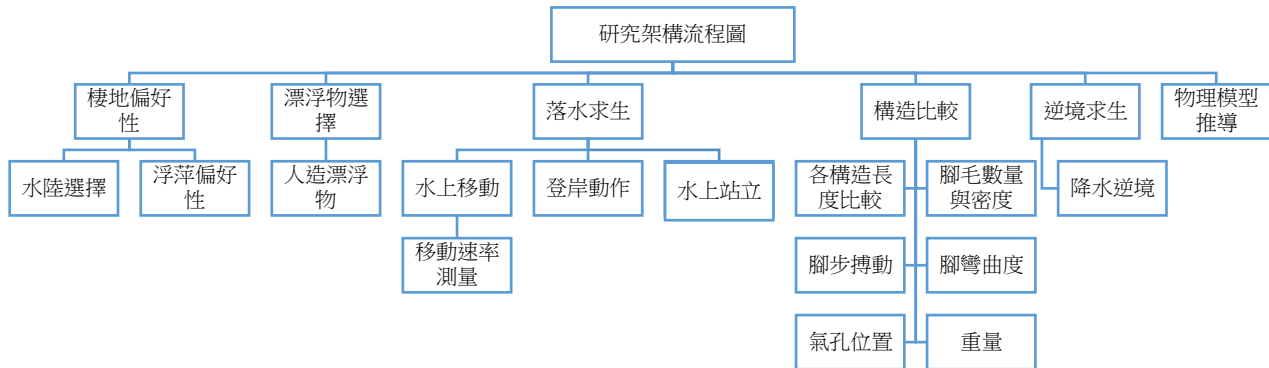 研究架構流程圖
棲地偏好
性
漂浮物選
擇
落水求生
構造比較
逆境求生
物理模型
推導
水陸選擇
浮萍偏好
性
人造漂浮
物
水上移動
登岸動作
水上站立
各構造長
度比較
腳毛數量
與密度
降水逆境
移動速率
測量
腳步搏動
腳彎曲度
氣孔位置
重量